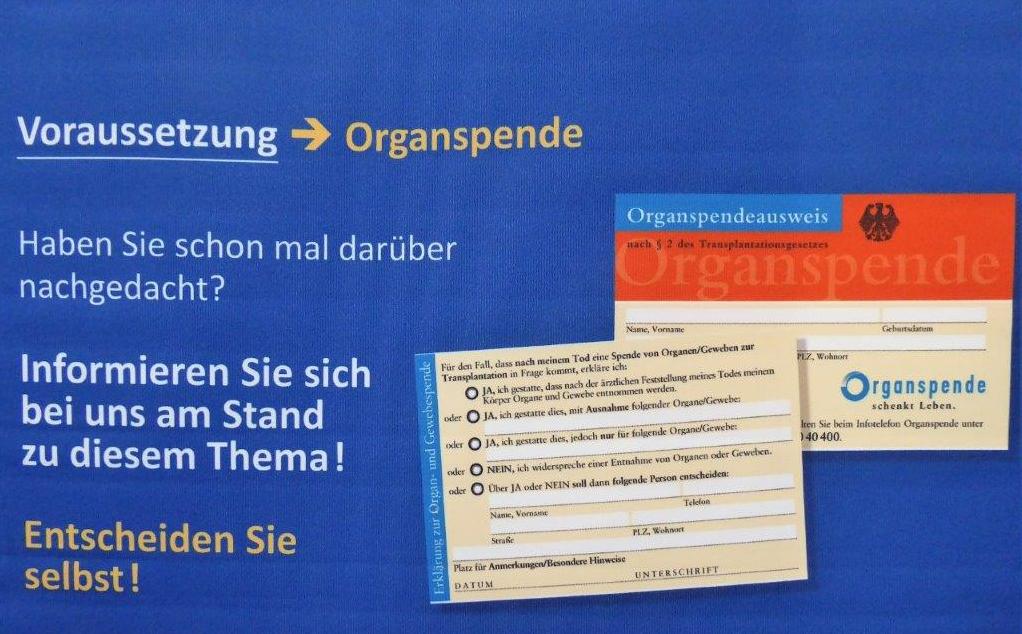 Voraussetzung → Organspende
Haben Sie schon mal darüber
nachgedacht?
Informieren Sie sich
bei uns am Stand
zu diesem Thema!
Entscheiden Sie
selbst!
Organspendeausweis
nach § 2 des Transplantationsgesetzes
Organspende
Name, Vorname Geburtsdatum
PLZ, Wohnort
Organspende
schenkt Leben.
Sie beim Infotelefon Organspende unter
40 400.
Erklärung zur Organ- und Gewebespende
Für den Fall, dass nach meinem Tod eine Spende von Organen/Geweben zur
Transplantation in Frage kommt, erkläre ich:
JA, ich gestatte, dass nach der ärztlichen Feststellung meines Todes meinem
Körper Organe und Gewebe entnommen werden.
oder JA, ich gestatte dies, mit Ausnahme folgender Organe/Gewebe:
oder JA, ich gestatte dies, jedoch nur für folgende Organe/Gewebe:
oder NEIN, ich widerspreche einer Entnahme von Organen oder Geweben.
oder Über JA oder NEIN soll dann folgende Person entscheiden:
Name, Vorname Telefon
Straße PLZ, Wohnort
Platz für Anmerkungen/Besondere Hinweise
DATUM UNTERSCHRIFT